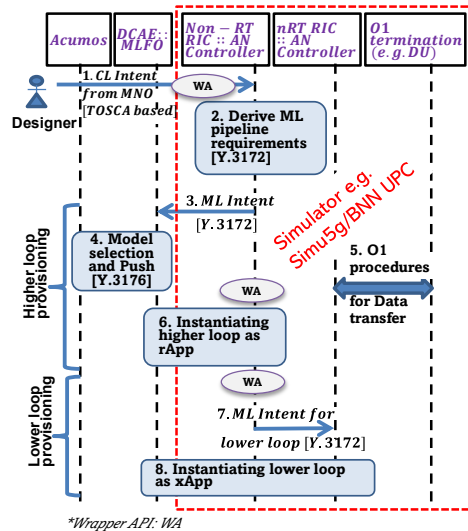 Acumos
DCAE::
MLFO
Non − RT
RIC :: AN
Controller
nRT RIC
:: AN
Controller
O1
termination
(e.g.DU)
1. CL Intent
from MNO
[TOSCA based]
WA
Designer
2. Derive ML
pipeline
requirements
[Y.3172]
3. ML Intent
[Y.3172]
Simulator e.g.
Simu5g/BNN UPC
4. Model
selection
and Push
[Y.3176]
5. O1
procedures
for Data
transfer
Higher loop
provisioning
WA
6. Instantiating
higher loop as rApp
Lower loop
provisioning
WA
7. ML Intent for
lower loop [Y.3172]
8. Instantiating lower loop
as xApp
*Wrapper API: WA